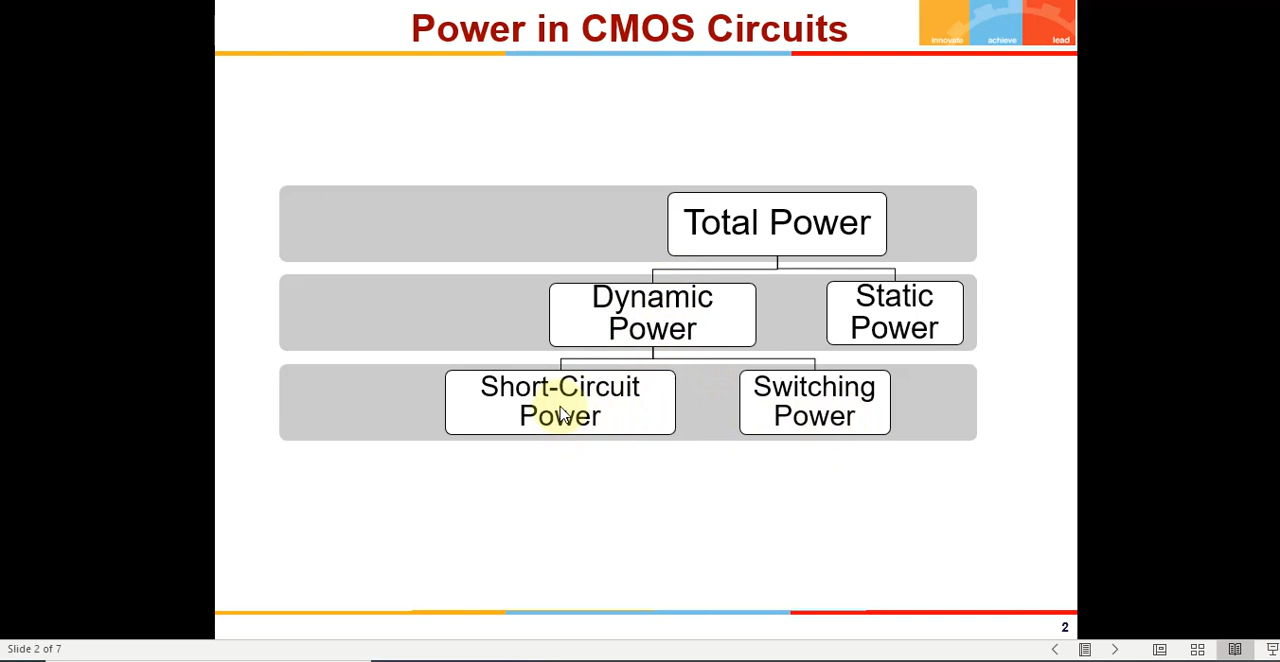 Power in CMOS Circuits
innovate
achieve
lead
Total Power
Dynamic
Power
Static
Power
Short-Circuit
Power
Switching
Power
2
Slide 2 of 7